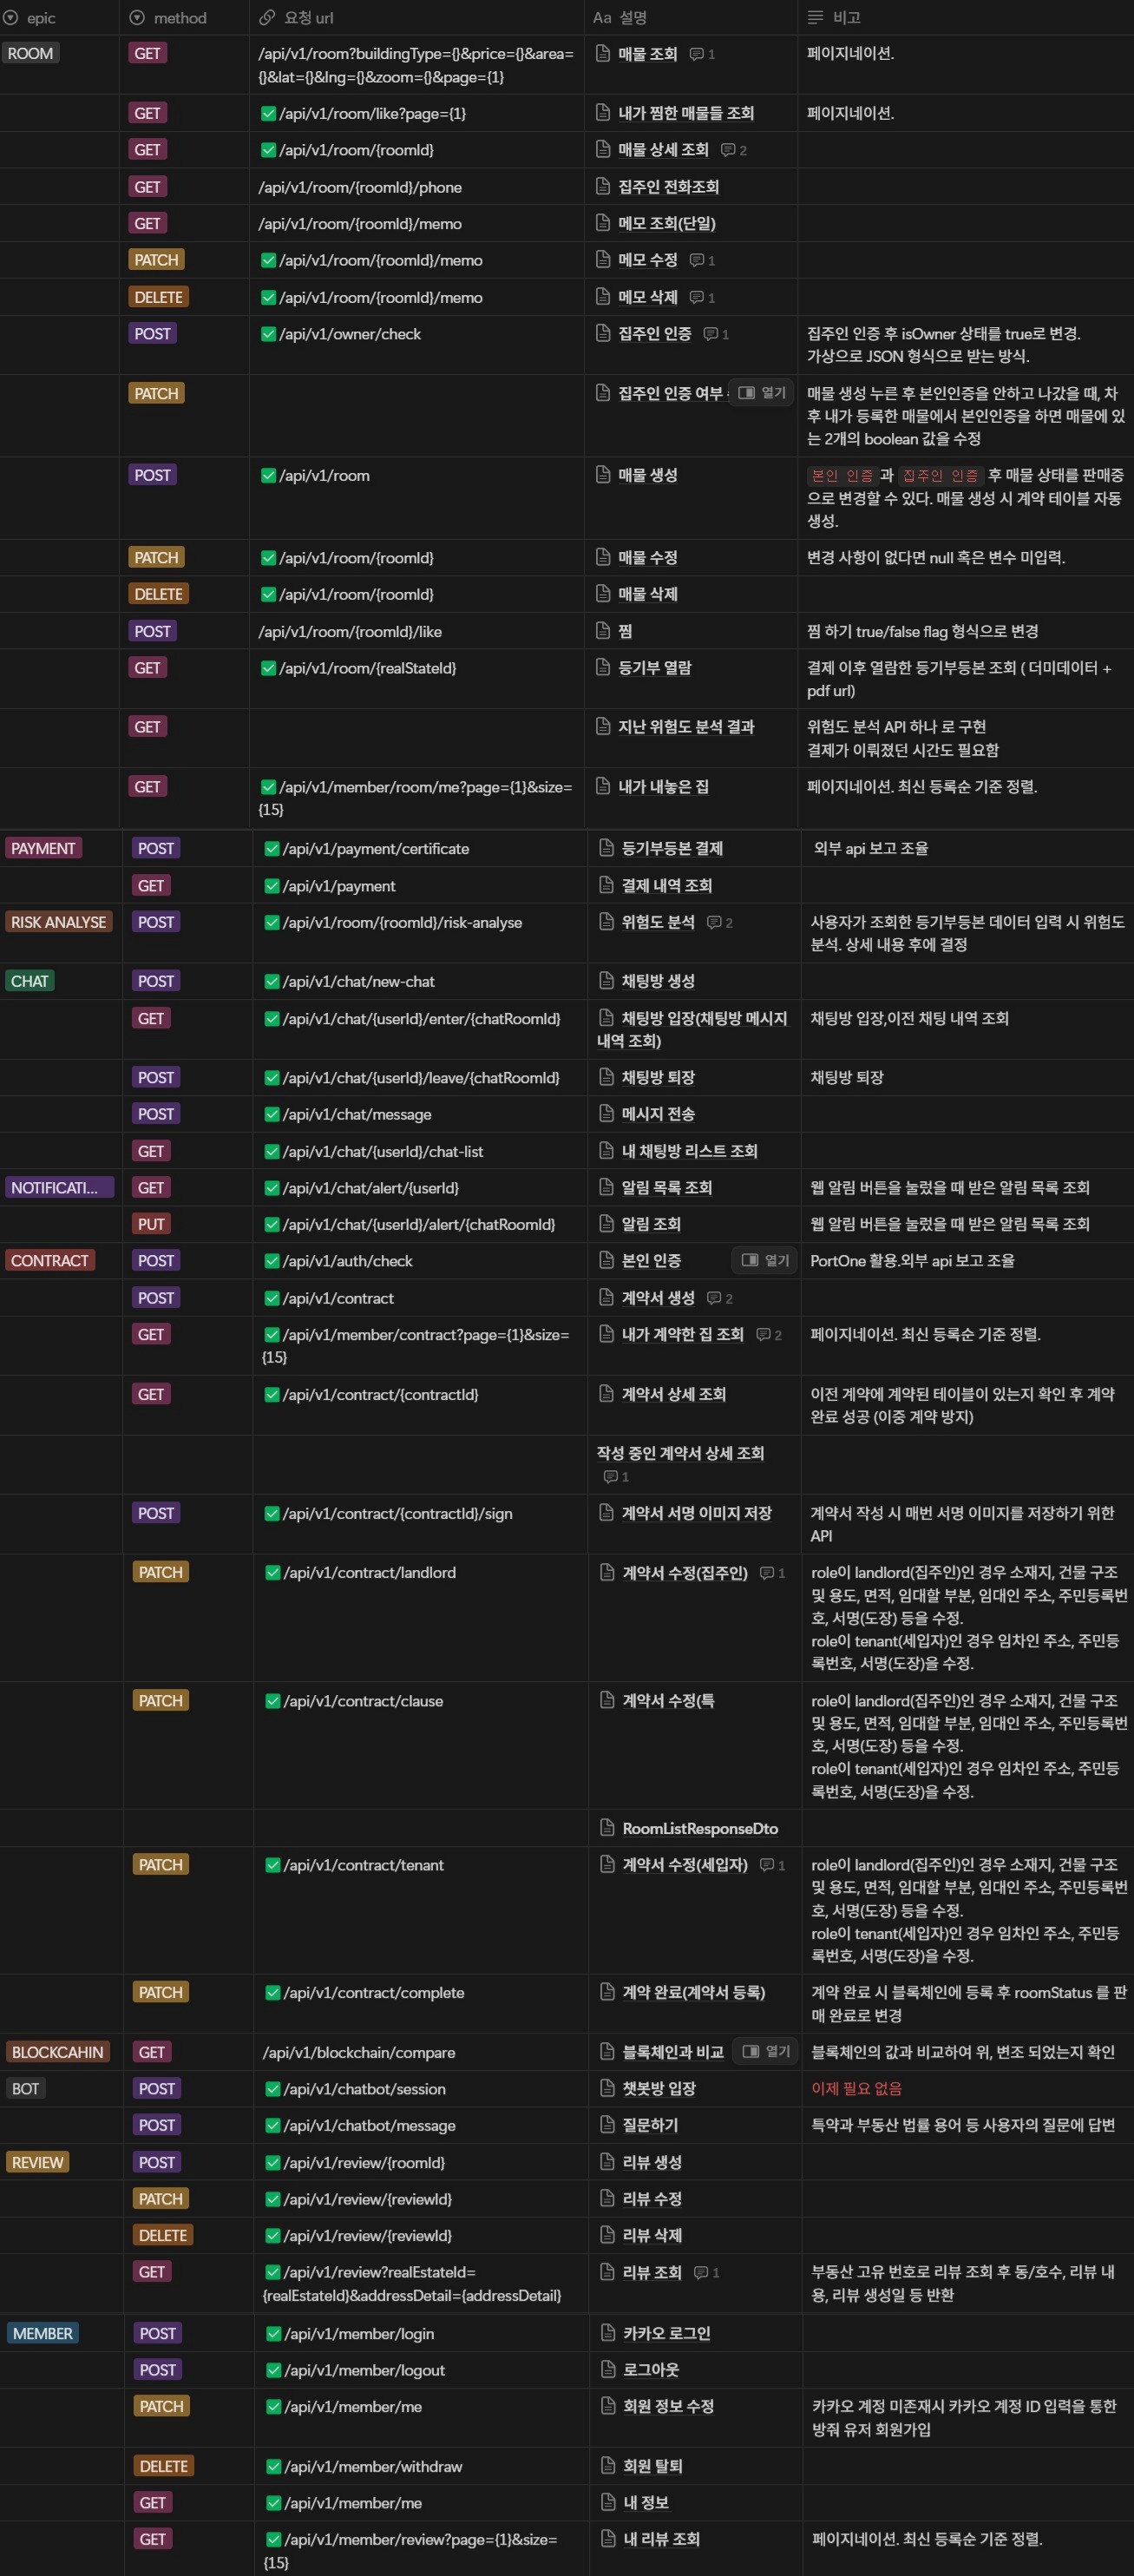 epic method 요청 url Aa 설명 비고
ROOM GET /api/v1/room?buildingType={}&price={}&area= 매물 조회 1 페이지네이션.
{}&lat={}&lng={}&zoom={}&page={1}
GET ✅/api/v1/room/like?page={1} 내가 찜한 매물들 조회 페이지네이션.
GET ✅/api/v1/room/{roomId} 매물 상세 조회 2
GET /api/v1/room/{roomId}/phone 집주인 전화조회
GET /api/v1/room/{roomId}/memo 메모 조회(단일)
PATCH ✅/api/v1/room/{roomId}/memo 메모 수정 1
DELETE ✅/api/v1/room/{roomId}/memo 메모 삭제 1
POST ✅/api/v1/owner/check 집주인 인증 1 집주인 인증 후 isOwner 상태를 true로 변경.
가상으로 JSON 형식으로 받는 방식.
PATCH 집주인 인증 여부 열기 매물 생성 누른 후 본인인증을 안하고 나갔을 때, 차
후 내가 등록한 매물에서 본인인증을 하면 매물에 있
는 2개의 boolean 값을 수정
POST ✅/api/v1/room 매물 생성 본인 인증 과 집주인 인증 후 매물 상태를 판매중
으로 변경할 수 있다. 매물 생성 시 계약 테이블 자동
생성.
PATCH ✅/api/v1/room/{roomId} 매물 수정 변경 사항이 없다면 null 혹은 변수 미입력.
DELETE ✅/api/v1/room/{roomId} 매물 삭제
POST /api/v1/room/{roomId}/like 찜 찜 하기 true/false flag 형식으로 변경
GET ✅/api/v1/room/{realStateId} 등기부 열람 결제 이후 열람한 등기부등본 조회 ( 더미데이터 +
pdf url)
GET 지난 위험도 분석 결과 위험도 분석 API 하나 로 구현
결제가 이뤄졌던 시간도 필요함
GET ✅/api/v1/member/room/me?page={1}&size= 내가 내놓은 집 페이지네이션. 최신 등록순 기준 정렬.
{15}
PAYMENT POST ✅/api/v1/payment/certificate 등기부등본 결제 외부 api 보고 조율
GET ✅/api/v1/payment 결제 내역 조회
RISK ANALYSE POST ✅/api/v1/room/{roomId}/risk-analyse 위험도 분석 2 사용자가 조회한 등기부등본 데이터 입력 시 위험도
분석. 상세 내용 후에 결정
CHAT POST ✅/api/v1/chat/new-chat 채팅방 생성
GET ✅/api/v1/chat/{userId}/enter/{chatRoomId} 채팅방 입장(채팅방 메시지 채팅방 입장,이전 채팅 내역 조회
내역 조회)
POST ✅/api/v1/chat/{userId}/leave/{chatRoomId} 채팅방 퇴장 채팅방 퇴장
POST ✅/api/v1/chat/message 메시지 전송
GET ✅/api/v1/chat/{userId}/chat-list 내 채팅방 리스트 조회
NOTIFICATI... GET ✅/api/v1/chat/alert/{userId} 알림 목록 조회 웹 알림 버튼을 눌렀을 때 받은 알림 목록 조회
PUT ✅/api/v1/chat/{userId}/alert/{chatRoomId} 알림 조회 웹 알림 버튼을 눌렀을 때 받은 알림 목록 조회
CONTRACT POST ✅/api/v1/auth/check 본인 인증 열기 PortOne 활용.외부 api 보고 조율
POST ✅/api/v1/contract 계약서 생성 2
GET ✅/api/v1/member/contract?page={1}&size= 내가 계약한 집 조회 2 페이지네이션. 최신 등록순 기준 정렬.
{15}
GET ✅/api/v1/contract/{contractId} 계약서 상세 조회 이전 계약에 계약된 테이블이 있는지 확인 후 계약
완료 성공 (이중 계약 방지)
작성 중인 계약서 상세 조회
1
POST ✅/api/v1/contract/{contractId}/sign 계약서 서명 이미지 저장 계약서 작성 시 매번 서명 이미지를 저장하기 위한
API
PATCH ✅/api/v1/contract/landlord 계약서 수정(집주인) 1 role이 landlord(집주인)인 경우 소재지, 건물 구조
및 용도, 면적, 임대할 부분, 임대인 주소, 주민등록번
호, 서명(도장) 등을 수정.
role이 tenant(세입자)인 경우 임차인 주소, 주민등
록번호, 서명(도장)을 수정.
PATCH ✅/api/v1/contract/clause 계약서 수정(특 role이 landlord(집주인)인 경우 소재지, 건물 구조
및 용도, 면적, 임대할 부분, 임대인 주소, 주민등록번
호, 서명(도장) 등을 수정.
role이 tenant(세입자)인 경우 임차인 주소, 주민등
록번호, 서명(도장)을 수정.
RoomListResponseDto
PATCH ✅/api/v1/contract/tenant 계약서 수정(세입자) 1 role이 landlord(집주인)인 경우 소재지, 건물 구조
및 용도, 면적, 임대할 부분, 임대인 주소, 주민등록번
호, 서명(도장) 등을 수정.
role이 tenant(세입자)인 경우 임차인 주소, 주민등
록번호, 서명(도장)을 수정.
PATCH ✅/api/v1/contract/complete 계약 완료(계약서 등록) 계약 완료 시 블록체인에 등록 후 roomStatus 를 판
매 완료로 변경
BLOCKCAHIN GET /api/v1/blockchain/compare 블록체인과 비교 열기 블록체인의 값과 비교하여 위, 변조 되었는지 확인
BOT POST ✅/api/v1/chatbot/session 챗봇방 입장 이제 필요 없음
POST ✅/api/v1/chatbot/message 질문하기 특약과 부동산 법률 용어 등 사용자의 질문에 답변
REVIEW POST ✅/api/v1/review/{roomId} 리뷰 생성
PATCH ✅/api/v1/review/{reviewId} 리뷰 수정
DELETE ✅/api/v1/review/{reviewId} 리뷰 삭제
GET ✅/api/v1/review?realEstateId= 리뷰 조회 1 부동산 고유 번호로 리뷰 조회 후 동/호수, 리뷰 내
{realEstateId}&addressDetail={addressDetail} 용, 리뷰 생성일 등 반환
MEMBER POST ✅/api/v1/member/login 카카오 로그인
POST ✅/api/v1/member/logout 로그아웃
PATCH ✅/api/v1/member/me 회원 정보 수정 카카오 계정 미존재시 카카오 계정 ID 입력을 통한
방줘 유저 회원가입
DELETE ✅/api/v1/member/withdraw 회원 탈퇴
GET ✅/api/v1/member/me 내 정보
GET ✅/api/v1/member/review?page={1}&size= 내 리뷰 조회 페이지네이션. 최신 등록순 기준 정렬.
{15}